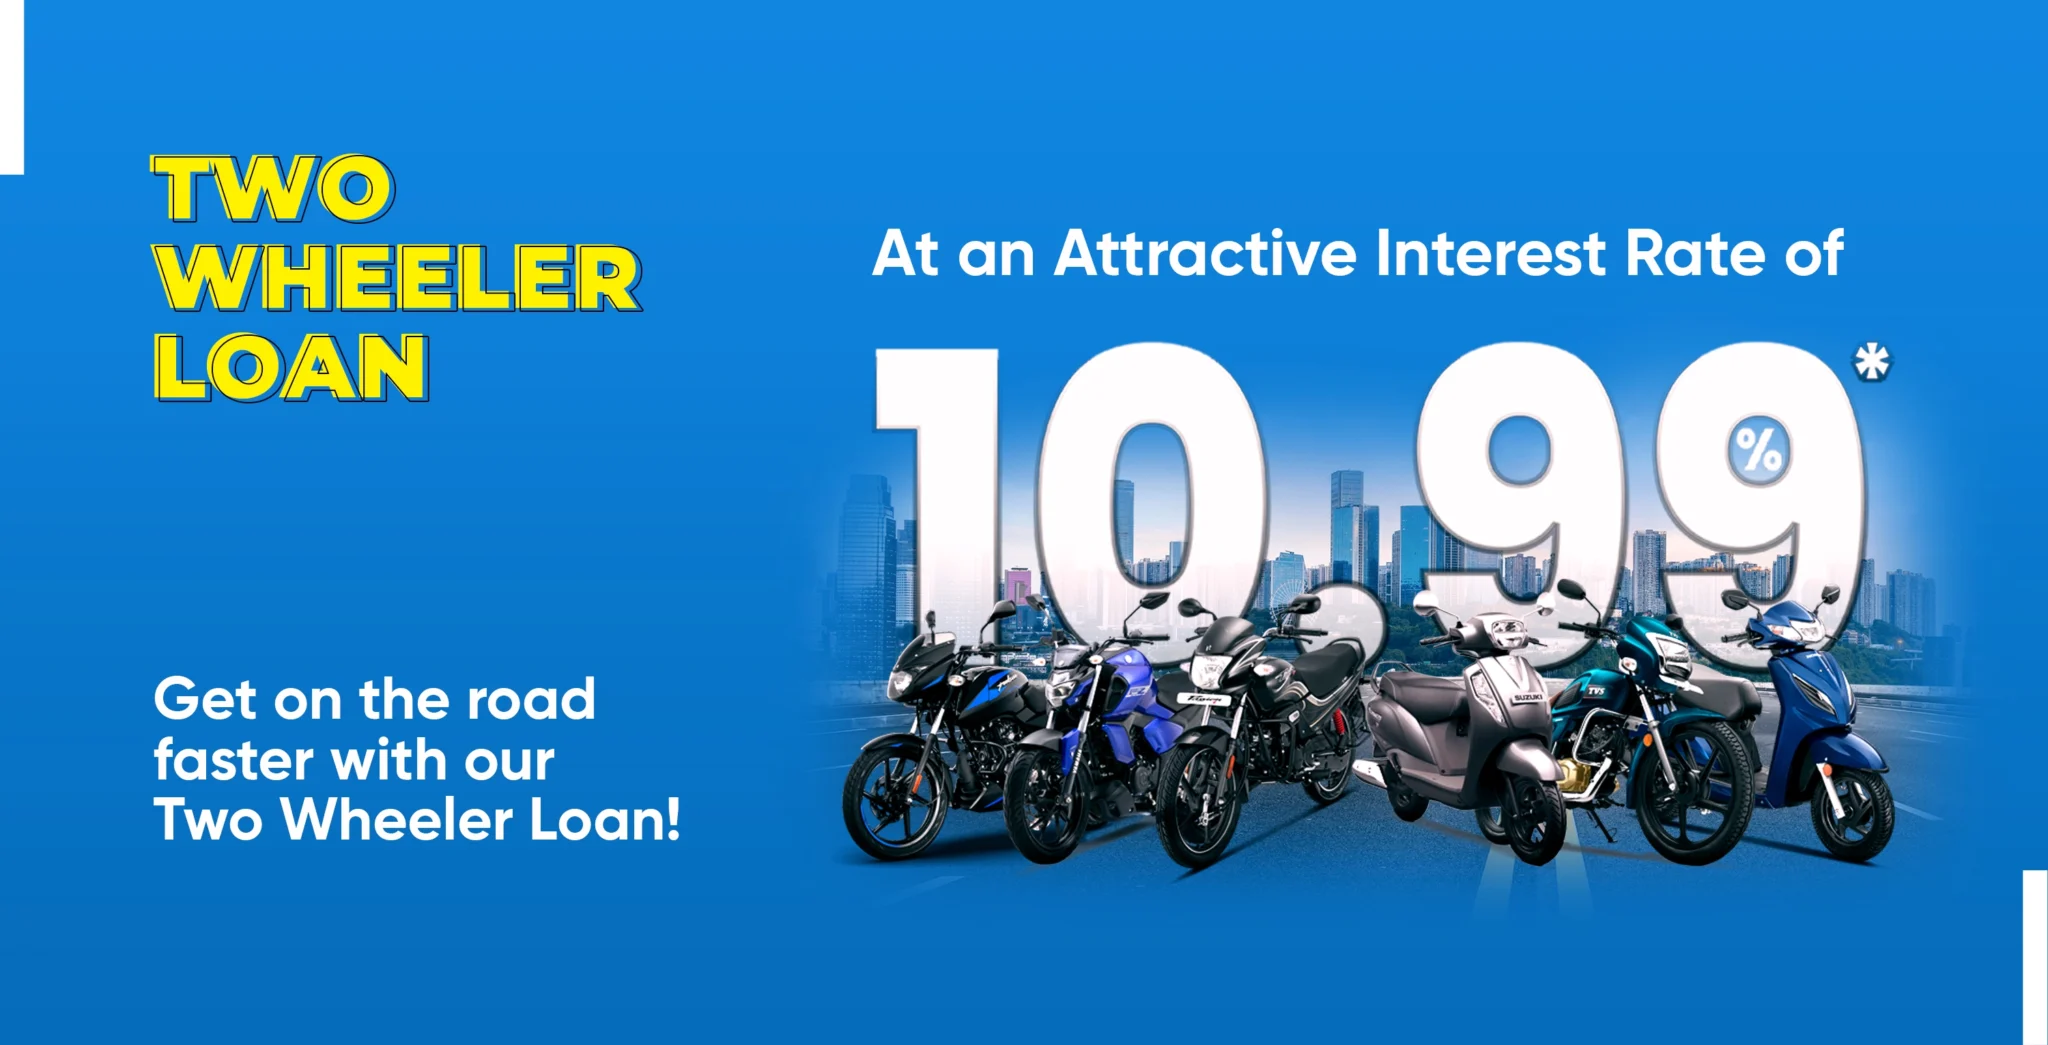 TWO
WHEELER
LOAN
At an Attractive Interest Rate of
10.99%*
Get on the road
faster with our
Two Wheeler Loan!
SUZUKI
TVS